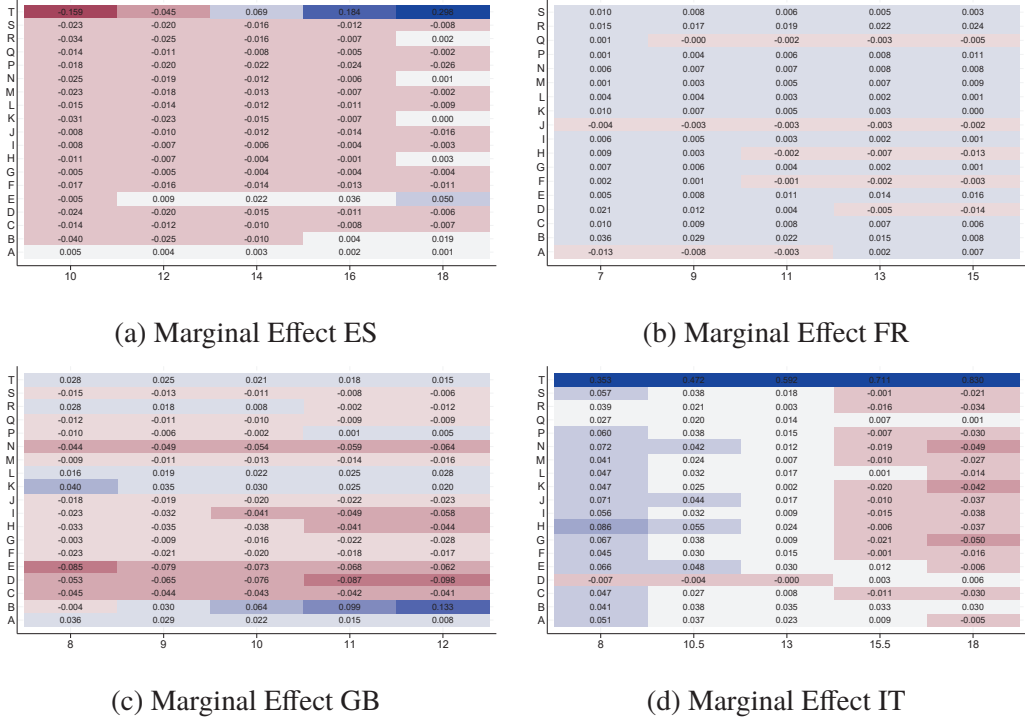 T -0.159 -0.045 0.069 0.184 0.298
S -0.023 -0.020 -0.016 -0.012 -0.008
R -0.034 -0.025 -0.016 -0.007 0.002
Q -0.014 -0.011 -0.008 -0.005 -0.002
P -0.018 -0.020 -0.022 -0.024 -0.026
N -0.025 -0.019 -0.012 -0.006 0.001
M -0.023 -0.018 -0.013 -0.007 -0.002
L -0.015 -0.014 -0.012 -0.011 -0.009
K -0.031 -0.023 -0.015 -0.007 0.000
J -0.008 -0.010 -0.012 -0.014 -0.016
I -0.008 -0.007 -0.006 -0.004 -0.003
H -0.011 -0.007 -0.004 -0.001 0.003
G -0.005 -0.005 -0.004 -0.004 -0.004
F -0.017 -0.016 -0.014 -0.013 -0.011
E -0.005 0.009 0.022 0.036 0.050
D -0.024 -0.020 -0.015 -0.011 -0.006
C -0.014 -0.012 -0.010 -0.008 -0.007
B -0.040 -0.025 -0.010 0.004 0.019
A 0.005 0.004 0.003 0.002 0.001
10 12 14 16 18
(a) Marginal Effect ES
S 0.010 0.008 0.006 0.005 0.003
R 0.015 0.017 0.019 0.022 0.024
Q 0.001 -0.000 -0.002 -0.003 -0.005
P 0.001 0.004 0.006 0.008 0.011
N 0.006 0.007 0.007 0.008 0.008
M 0.001 0.003 0.005 0.007 0.009
L 0.004 0.004 0.003 0.002 0.001
K 0.010 0.007 0.005 0.003 0.000
J -0.004 -0.003 -0.003 -0.003 -0.002
I 0.006 0.005 0.003 0.002 0.001
H 0.009 0.003 -0.002 -0.007 -0.013
G 0.007 0.006 0.004 0.002 0.001
F 0.002 0.001 -0.001 -0.002 -0.003
E 0.005 0.008 0.011 0.014 0.016
D 0.021 0.012 0.004 -0.005 -0.014
C 0.010 0.009 0.008 0.007 0.006
B 0.036 0.029 0.022 0.015 0.008
A -0.013 -0.008 -0.003 0.002 0.007
7 9 11 13 15
(b) Marginal Effect FR
T 0.028 0.025 0.021 0.018 0.015
S -0.015 -0.013 -0.011 -0.008 -0.006
R 0.028 0.018 0.008 -0.002 -0.012
Q -0.012 -0.011 -0.010 -0.009 -0.009
P -0.010 -0.006 -0.002 0.001 0.005
N -0.044 -0.049 -0.054 -0.059 -0.064
M -0.009 -0.011 -0.013 -0.014 -0.016
L 0.016 0.019 0.022 0.025 0.028
K 0.040 0.035 0.030 0.025 0.020
J -0.018 -0.019 -0.020 -0.022 -0.023
I -0.023 -0.032 -0.041 -0.049 -0.058
H -0.033 -0.035 -0.038 -0.041 -0.044
G -0.003 -0.009 -0.016 -0.022 -0.028
F -0.023 -0.021 -0.020 -0.018 -0.017
E -0.085 -0.079 -0.073 -0.068 -0.062
D -0.053 -0.065 -0.076 -0.087 -0.098
C -0.045 -0.044 -0.043 -0.042 -0.041
B -0.004 0.030 0.064 0.099 0.133
A 0.036 0.029 0.022 0.015 0.008
8 9 10 11 12
(c) Marginal Effect GB
T 0.353 0.472 0.592 0.711 0.830
S 0.057 0.038 0.018 -0.001 -0.021
R 0.039 0.021 0.003 -0.016 -0.034
Q 0.027 0.020 0.014 0.007 0.001
P 0.060 0.038 0.015 -0.007 -0.030
N 0.072 0.042 0.012 -0.019 -0.049
M 0.041 0.024 0.007 -0.010 -0.027
L 0.047 0.032 0.017 0.001 -0.014
K 0.047 0.025 0.002 -0.020 -0.042
J 0.071 0.044 0.017 -0.010 -0.037
I 0.056 0.032 0.009 -0.015 -0.038
H 0.086 0.055 0.024 -0.006 -0.037
G 0.067 0.038 0.009 -0.021 -0.050
F 0.045 0.030 0.015 -0.001 -0.016
E 0.066 0.048 0.030 0.012 -0.006
D -0.007 -0.004 -0.000 0.003 0.006
C 0.047 0.027 0.008 -0.011 -0.030
B 0.041 0.038 0.035 0.033 0.030
A 0.051 0.037 0.023 0.009 -0.005
8 10.5 13 15.5 18
(d) Marginal Effect IT